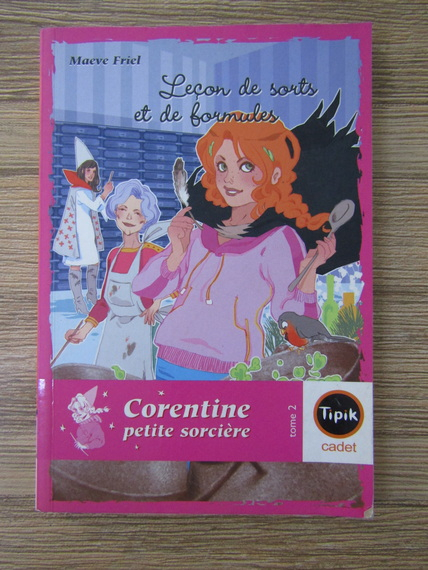 Maeve Friel
Leçon de sorts
et de formules
Corentine
petite sorcière
tome 2
Tipik
cadet